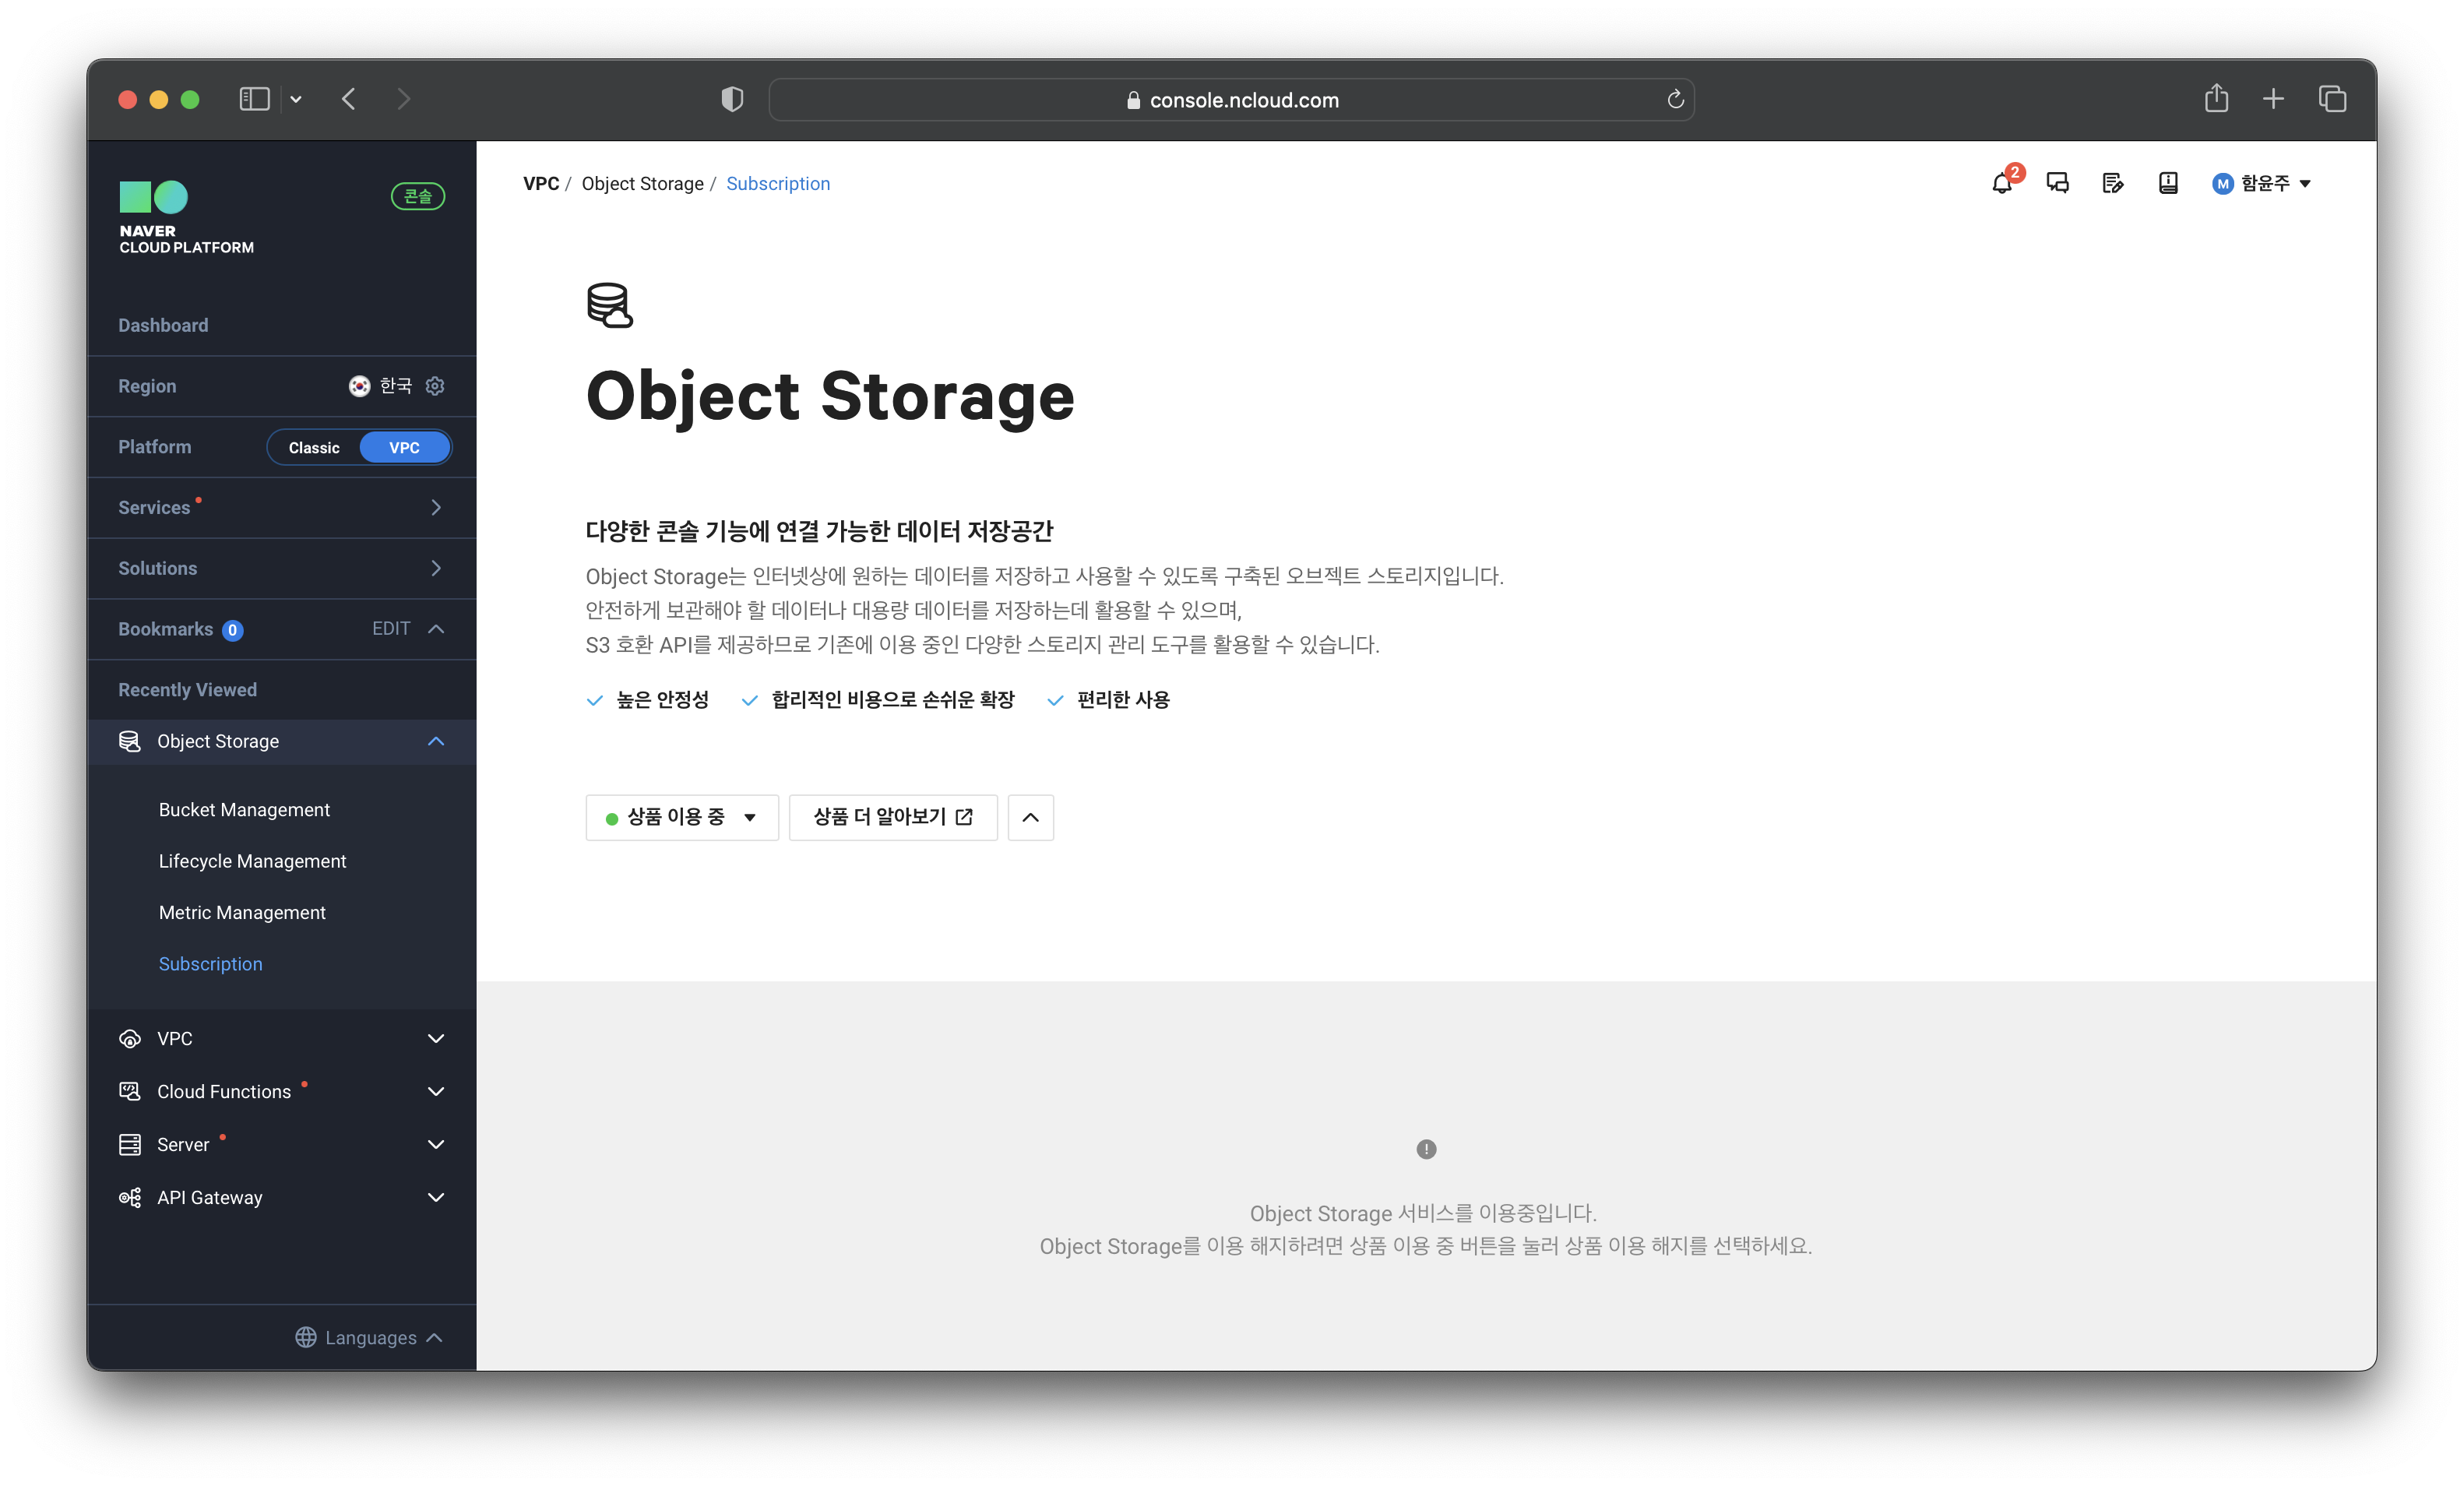 console.ncloud.com
NAVER
CLOUD PLATFORM
콘솔
Dashboard
Region 한국
Platform Classic VPC
Services
Solutions
Bookmarks 0 EDIT
Recently Viewed
Object Storage
Bucket Management
Lifecycle Management
Metric Management
Subscription
VPC
Cloud Functions
Server
API Gateway
Languages
VPC / Object Storage / Subscription
2
M 함윤주
Object Storage
다양한 콘솔 기능에 연결 가능한 데이터 저장공간
Object Storage는 인터넷상에 원하는 데이터를 저장하고 사용할 수 있도록 구축된 오브젝트 스토리지입니다.
안전하게 보관해야 할 데이터나 대용량 데이터를 저장하는데 활용할 수 있으며,
S3 호환 API를 제공하므로 기존에 이용 중인 다양한 스토리지 관리 도구를 활용할 수 있습니다.
높은 안정성 합리적인 비용으로 손쉬운 확장 편리한 사용
상품 이용 중 상품 더 알아보기
Object Storage 서비스를 이용중입니다.
Object Storage를 이용 해지하려면 상품 이용 중 버튼을 눌러 상품 이용 해지를 선택하세요.